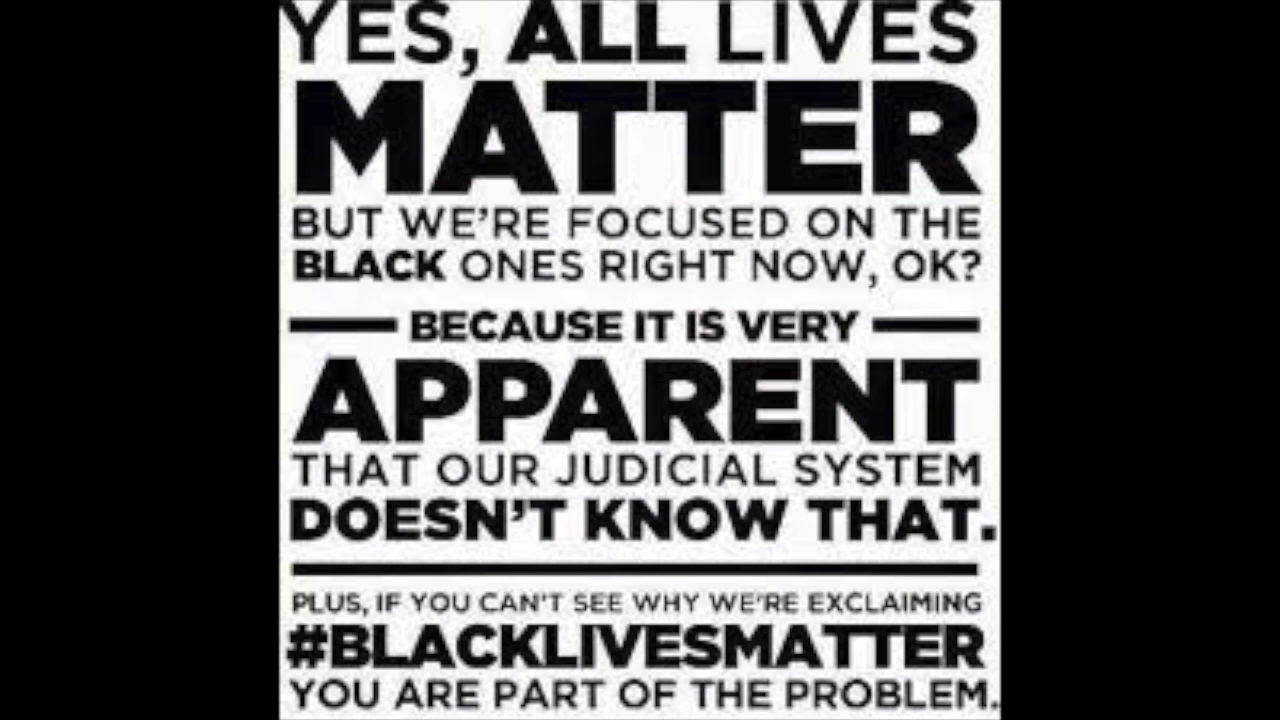 YES, ALL LIVES
MATTER
BUT WE'RE FOCUSED ON THE
BLACK ONES RIGHT NOW, OK?
BECAUSE IT IS VERY
APPARENT
THAT OUR JUDICIAL SYSTEM
DOESN'T KNOW THAT.
PLUS, IF YOU CAN'T SEE WHY WE'RE EXCLAIMING
#BLACKLIVESMATTER
YOU ARE PART OF THE PROBLEM.